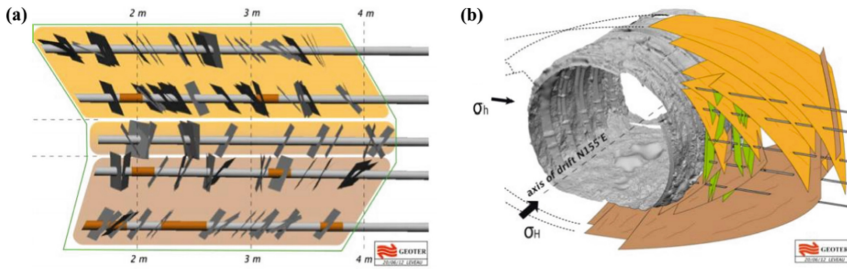 (a)
2 m
3 m
4 m
2 m
3 m
4 m
GEOTER
(b)
σh
axis of drift N155°E
σH
GEOTER